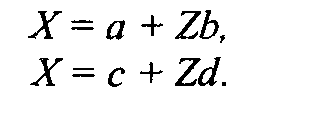 X = a + Zb,
X = c + Zd.